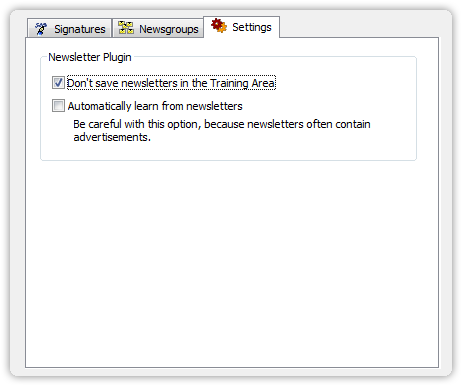 Signatures Newsgroups Settings
Newsletter Plugin
Don't save newsletters in the Training Area
Automatically learn from newsletters
Be careful with this option, because newsletters often contain
advertisements.